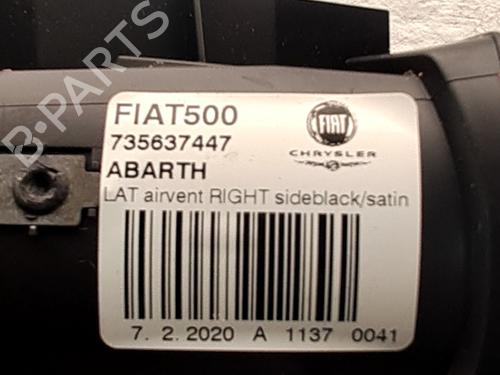 FIAT500
735637447
FIAT
CHRYSLER
ABARTH
LAT airvent RIGHT sideblack/satin
7. 2. 2020 A 1137 0041
B-PARTS